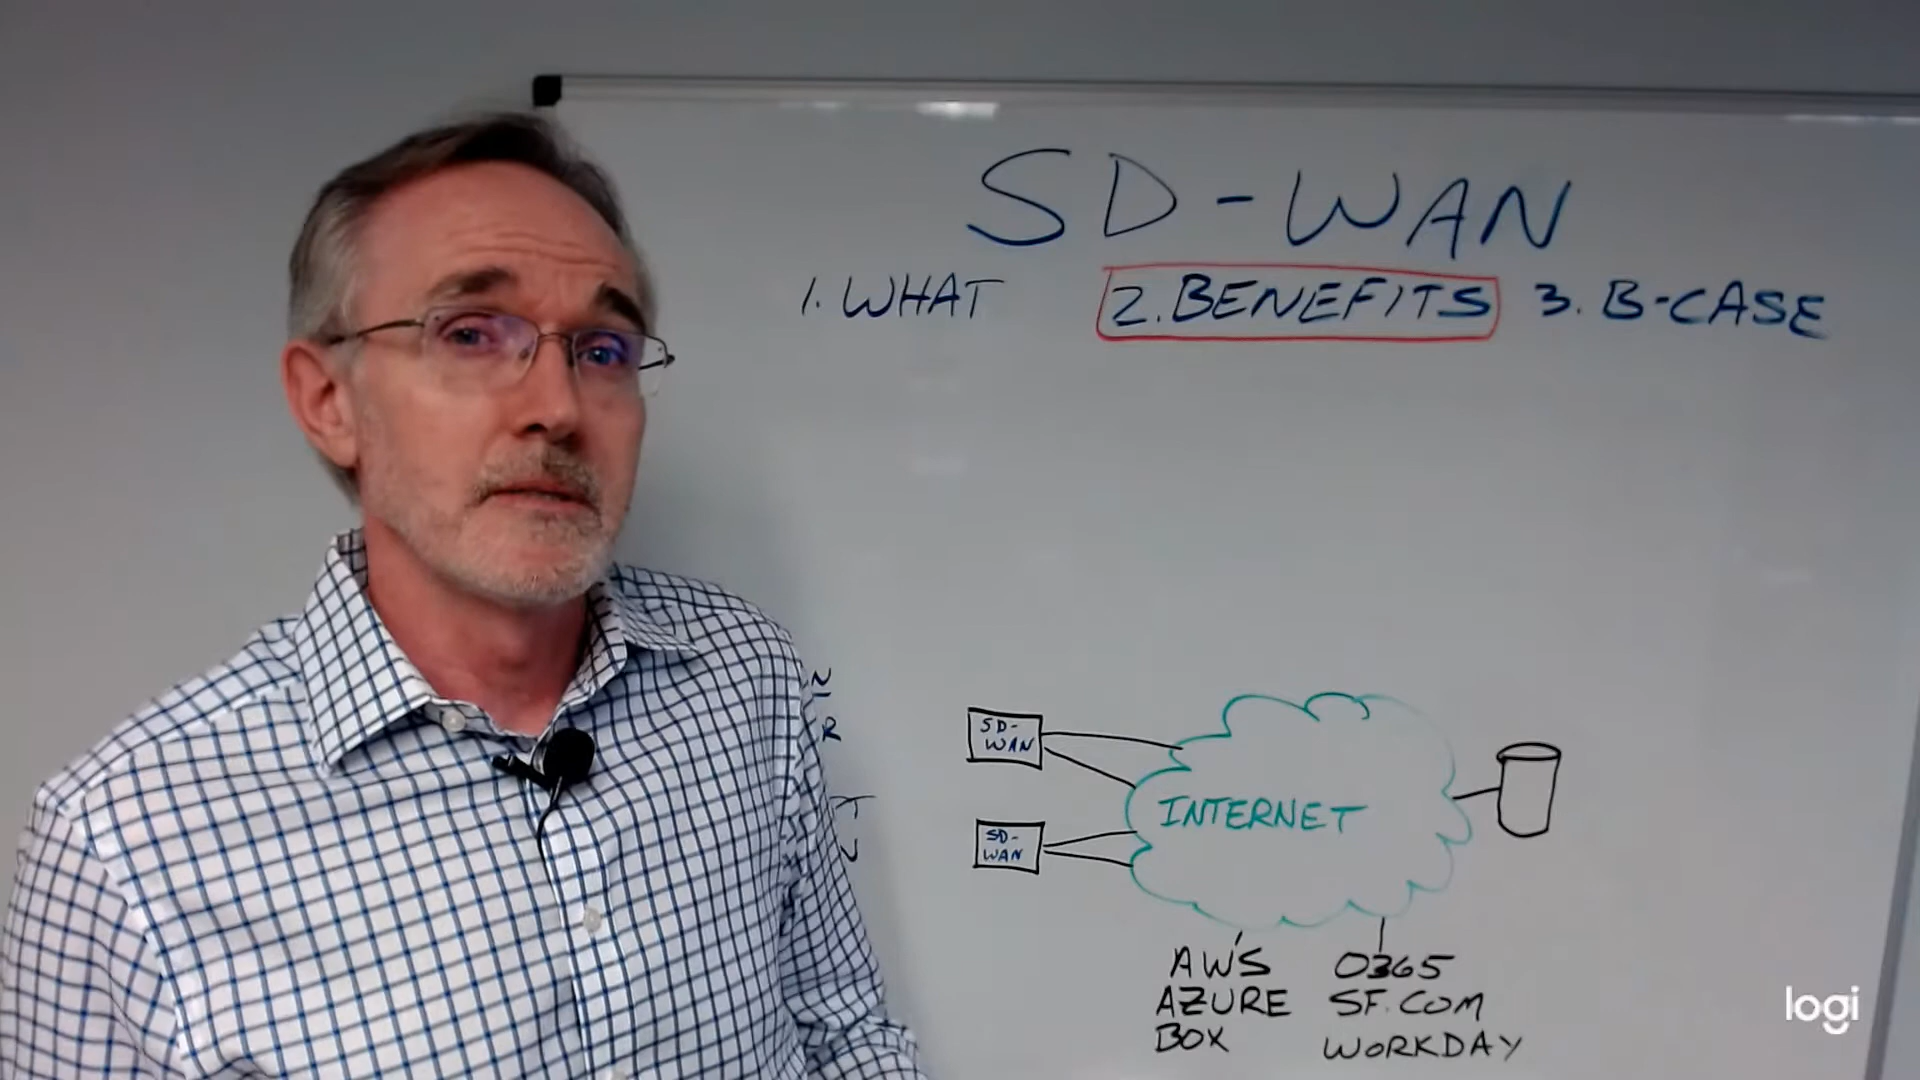 SD-WAN
1. WHAT 2. BENEFITS 3. B-CASE
SD-
WAN
INTERNET
SD-
WAN
AWS O365
AZURE SF.COM
BOX WORKDAY
logi